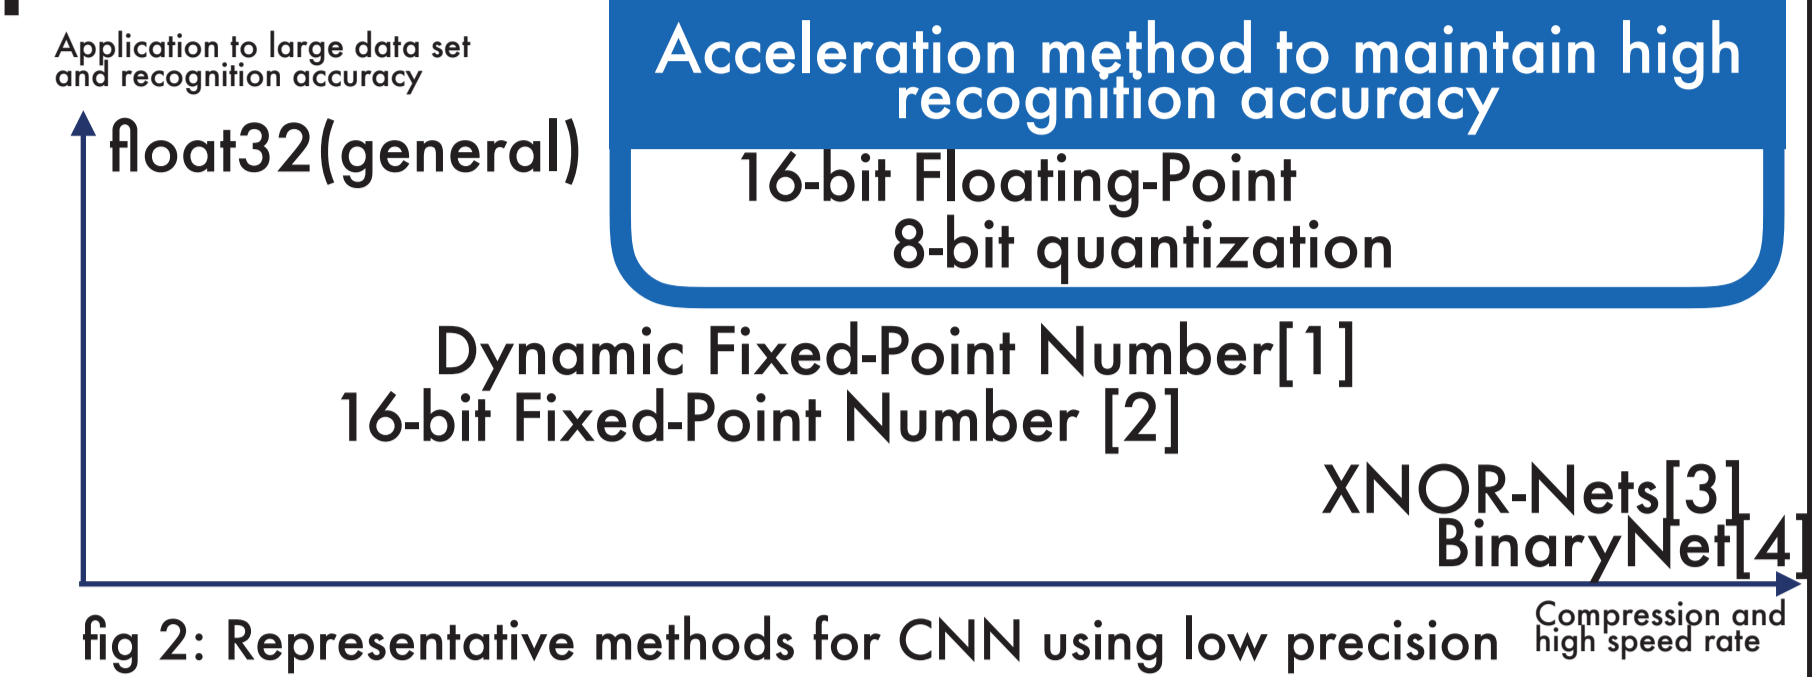 Application to large data set
and recognition accuracy
Acceleration method to maintain high
recognition accuracy
float32(general)
16-bit Floating-Point
8-bit quantization
Dynamic Fixed-Point Number[1]
16-bit Fixed-Point Number [2]
XNOR-Nets[3]
BinaryNet[4]
Compression and
high speed rate
fig 2: Representative methods for CNN using low precision